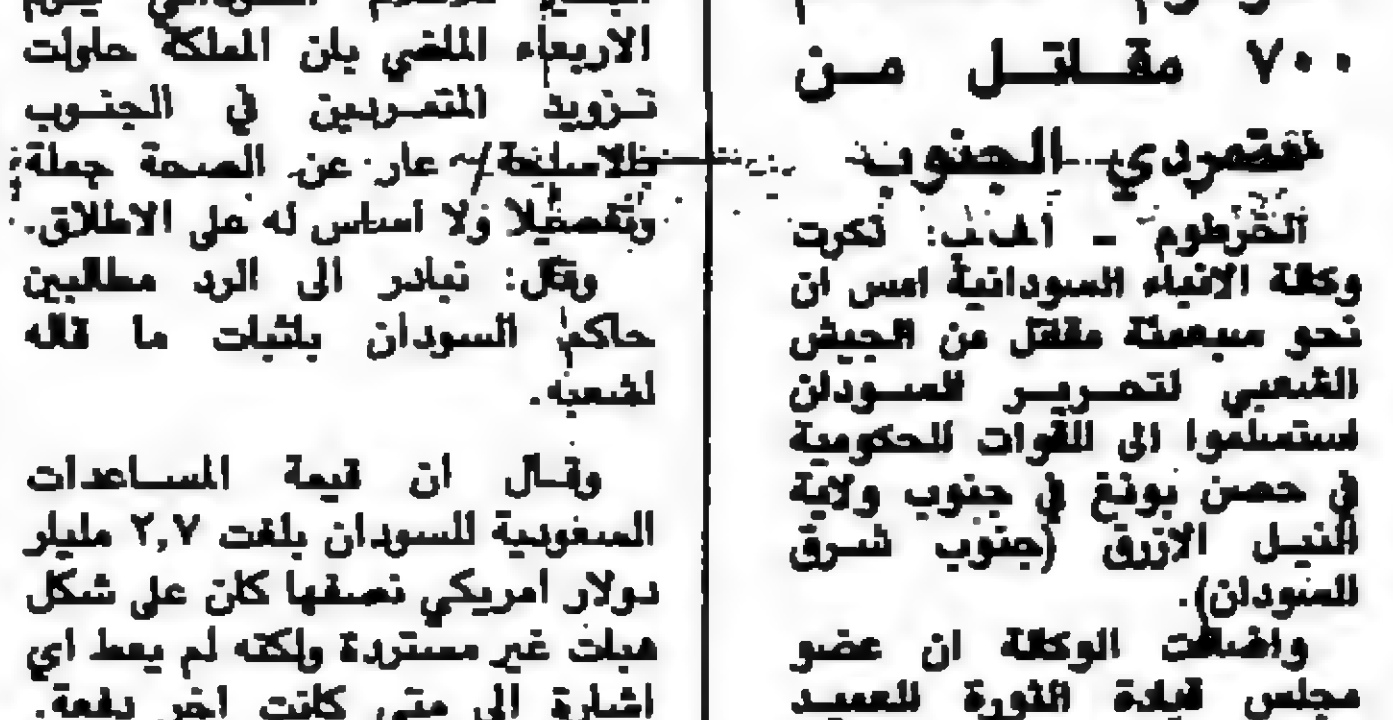 ٧٠٠ مقاتل من
متمردي الجنوب
الخرطوم ـ أ.ف.ب: ذكرت
وكالة الانباء السودانية امس ان
نحو سبعمئة مقاتل من الجيش
الشعبي لتحرير السودان
استسلموا الى القوات الحكومية
في حصن يونغ في جنوب ولاية
النيل الازرق (جنوب شرق
السودان).
واضافت الوكالة ان عضو
مجلس قيادة الثورة العميد
الاربعاء الماضي بان المملكة حاولت
تزويد المتمردين في الجنوب
بالاسلحة عار عن الصحة جملة
وتفصيلا ولا اساس له على الاطلاق.
وقال: نبادر الى الرد مطالبين
حاكم السودان باثبات ما قاله
لشعبه.
وقال ان قيمة المساعدات
السعودية للسودان بلغت ٢,٧ مليار
دولار امريكي نصفها كان على شكل
هبات غير مستردة ولكنه لم يعط اي
اشارة الى متى كانت اخر دفعة.